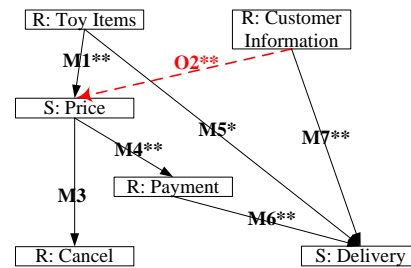 R: Toy Items
R: Customer
Information
M1**
O2**
S: Price
M5*
M7**
M4**
M3
R: Payment
M6**
R: Cancel
S: Delivery